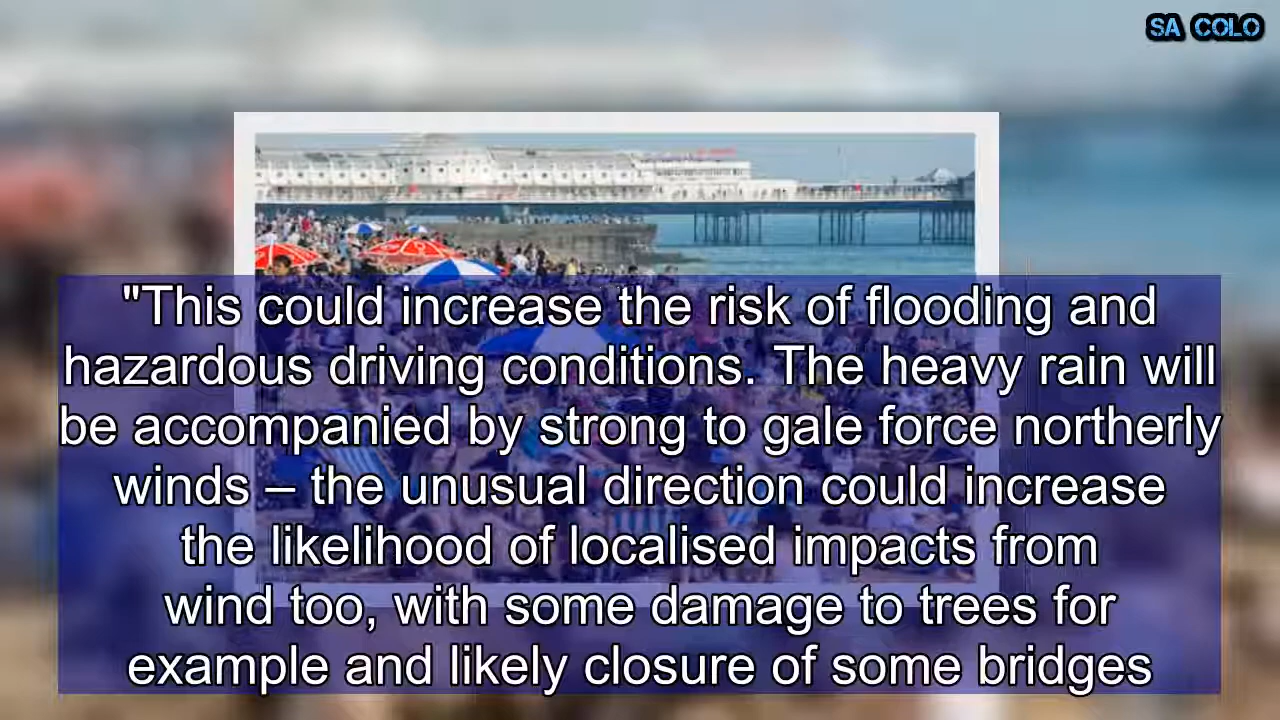 SA COLO
"This could increase the risk of flooding and
hazardous driving conditions. The heavy rain will
be accompanied by strong to gale force northerly
winds – the unusual direction could increase
the likelihood of localised impacts from
wind too, with some damage to trees for
example and likely closure of some bridges